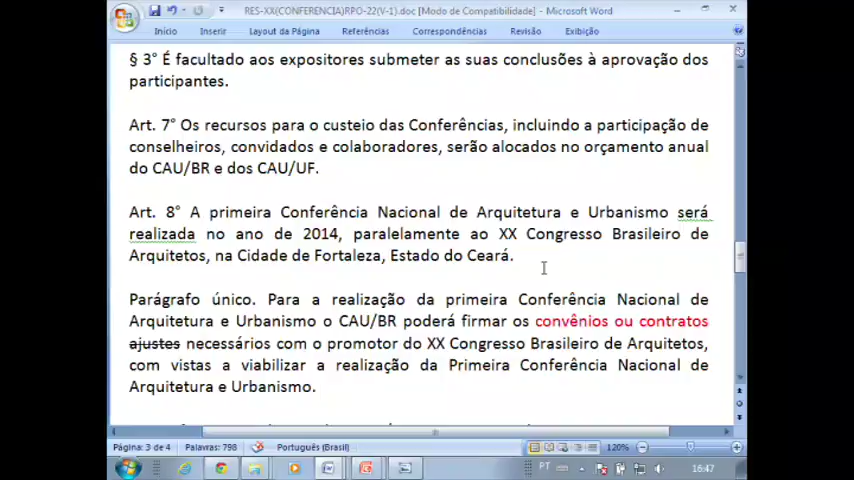 RES-XX(CONFERENCIA)RPO-22(V-1).doc [Modo de Compatibilidade] - Microsoft Word
Início Inserir Layout da Página Referências Correspondências Revisão Exibição
§ 3° É facultado aos expositores submeter as suas conclusões à aprovação dos
participantes.
Art. 7° Os recursos para o custeio das Conferências, incluindo a participação de
conselheiros, convidados e colaboradores, serão alocados no orçamento anual
do CAU/BR e dos CAU/UF.
Art. 8° A primeira Conferência Nacional de Arquitetura e Urbanismo será
realizada no ano de 2014, paralelamente ao XX Congresso Brasileiro de
Arquitetos, na Cidade de Fortaleza, Estado do Ceará.
Parágrafo único. Para a realização da primeira Conferência Nacional de
Arquitetura e Urbanismo o CAU/BR poderá firmar os convênios ou contratos
ajustes necessários com o promotor do XX Congresso Brasileiro de Arquitetos,
com vistas a viabilizar a realização da Primeira Conferência Nacional de
Arquitetura e Urbanismo.
Página: 3 de 4 Palavras: 798 Português (Brasil) 120%
PT 16:47